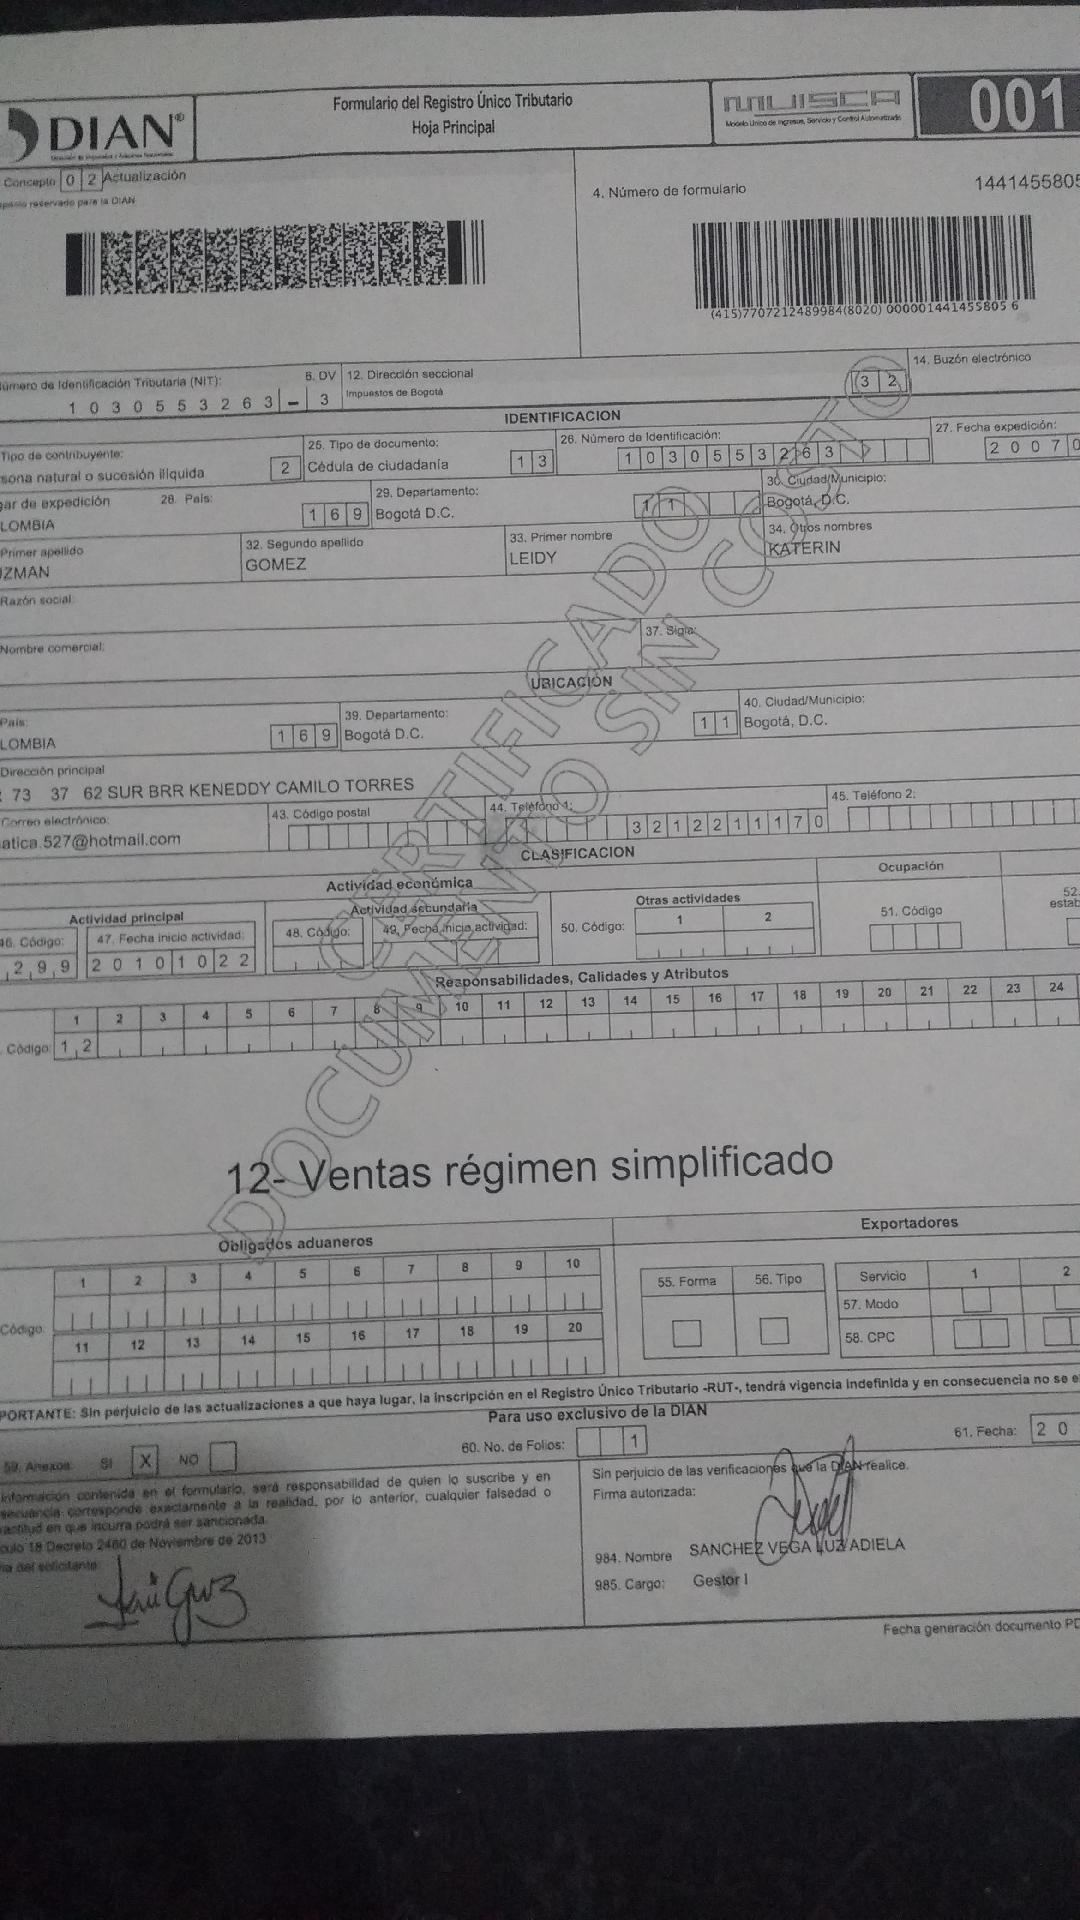 DIAN®
Formulario del Registro Único Tributario
Hoja Principal
MUISCA
Modelo Único de Ingresos, Servicio y Control Automatizado
001
Concepto 0 2 Actualización
reservado para la DIAN
4. Número de formulario
1441455805
(415)7707212489984(8020) 000001441455805 6
Número de Identificación Tributaria (NIT):
6. DV
12. Dirección seccional
14. Buzón electrónico
1 0 3 0 5 5 3 2 6 3 - 3
Impuestos de Bogotá
3 2
IDENTIFICACION
Tipo de contribuyente:
25. Tipo de documento:
26. Número de Identificación:
27. Fecha expedición:
sona natural o sucesión ilíquida
2
Cédula de ciudadanía
1 3
1 0 3 0 5 5 3 2 6 3
2 0 0 7 0
gar de expedición
28. País:
29. Departamento:
30. Ciudad/Municipio:
LOMBIA
1 6 9
Bogotá D.C.
1 1
Bogotá, D.C.
Primer apellido
32. Segundo apellido
33. Primer nombre
34. Otros nombres
ZMAN
GOMEZ
LEIDY
KATERIN
Razón social:
Nombre comercial:
37. Sigla:
UBICACIÓN
País:
39. Departamento:
40. Ciudad/Municipio:
LOMBIA
1 6 9
Bogotá D.C.
1 1
Bogotá, D.C.
Dirección principal
73 37 62 SUR BRR KENEDDY CAMILO TORRES
Correo electrónico:
43. Código postal
44. Teléfono 1:
45. Teléfono 2:
atica.527@hotmail.com
3 2 1 2 2 1 1 1 7 0
CLASIFICACION
Actividad económica
Ocupación
Actividad principal
Actividad secundaria
Otras actividades
52.
estab
46. Código:
47. Fecha inicio actividad:
48. Código:
49. Fecha inicio actividad:
50. Código:
1 2
51. Código
2 9 9
2 0 1 0 1 0 2 2
Responsabilidades, Calidades y Atributos
1 2 3 4 5 6 7 8 9 10 11 12 13 14 15 16 17 18 19 20 21 22 23 24
Código: 1 2
12- Ventas régimen simplificado
DOCUMENTO SIN COSTO
CERTIFICADO
Obligados aduaneros
Exportadores
1 2 3 4 5 6 7 8 9 10
55. Forma
56. Tipo
Servicio
1 2
57. Modo
Código:
11 12 13 14 15 16 17 18 19 20
58. CPC
PORTANTE: Sin perjuicio de las actualizaciones a que haya lugar, la inscripción en el Registro Único Tributario -RUT-, tendrá vigencia indefinida y en consecuencia no se e
Para uso exclusivo de la DIAN
59. Anexos: SI X NO
60. No. de Folios: 1
61. Fecha: 2 0
información contenida en el formulario, será responsabilidad de quien lo suscribe y en
secuencia corresponde exactamente a la realidad, por lo anterior, cualquier falsedad o
actitud en que incurra podrá ser sancionada.
culo 18 Decreto 2460 de Noviembre de 2013
del solicitante:
Sin perjuicio de las verificaciones que la DIAN realice.
Firma autorizada:
984. Nombre SANCHEZ VEGA LUZ ADIELA
985. Cargo: Gestor I
Fecha generación documento PD